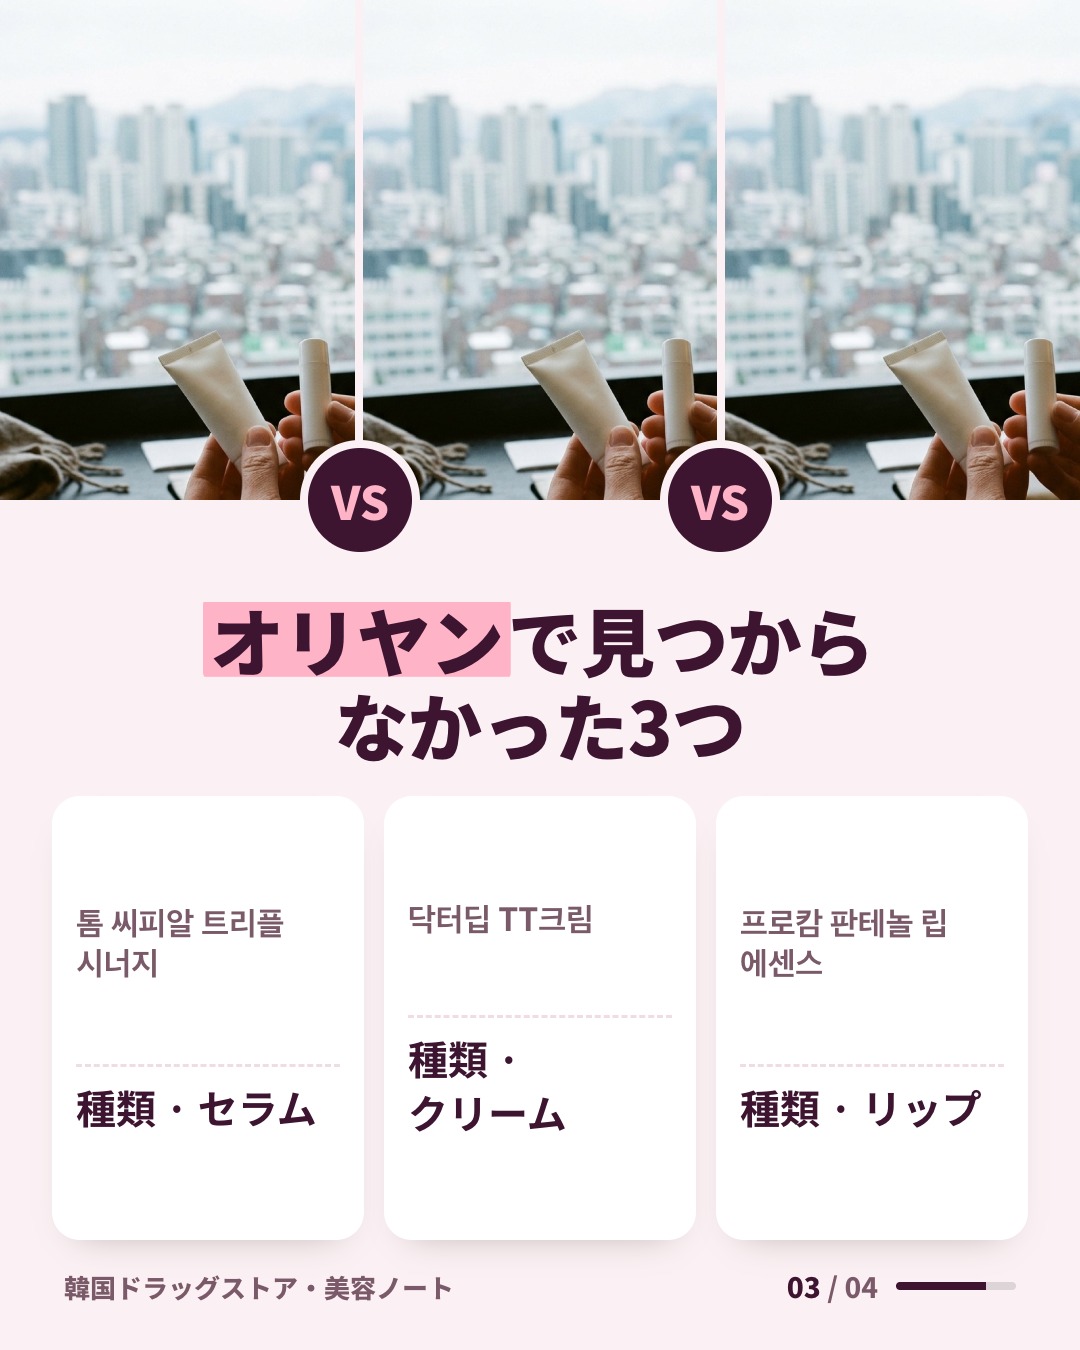 VS
VS
オリヤンで見つから
なかった3つ
톰 씨피알 트리플
시너지
種類・セラム
닥터딥 TT크림
種類・
クリーム
프로캄 판테놀 립
에센스
種類・リップ
韓国ドラッグストア・美容ノート
03 / 04